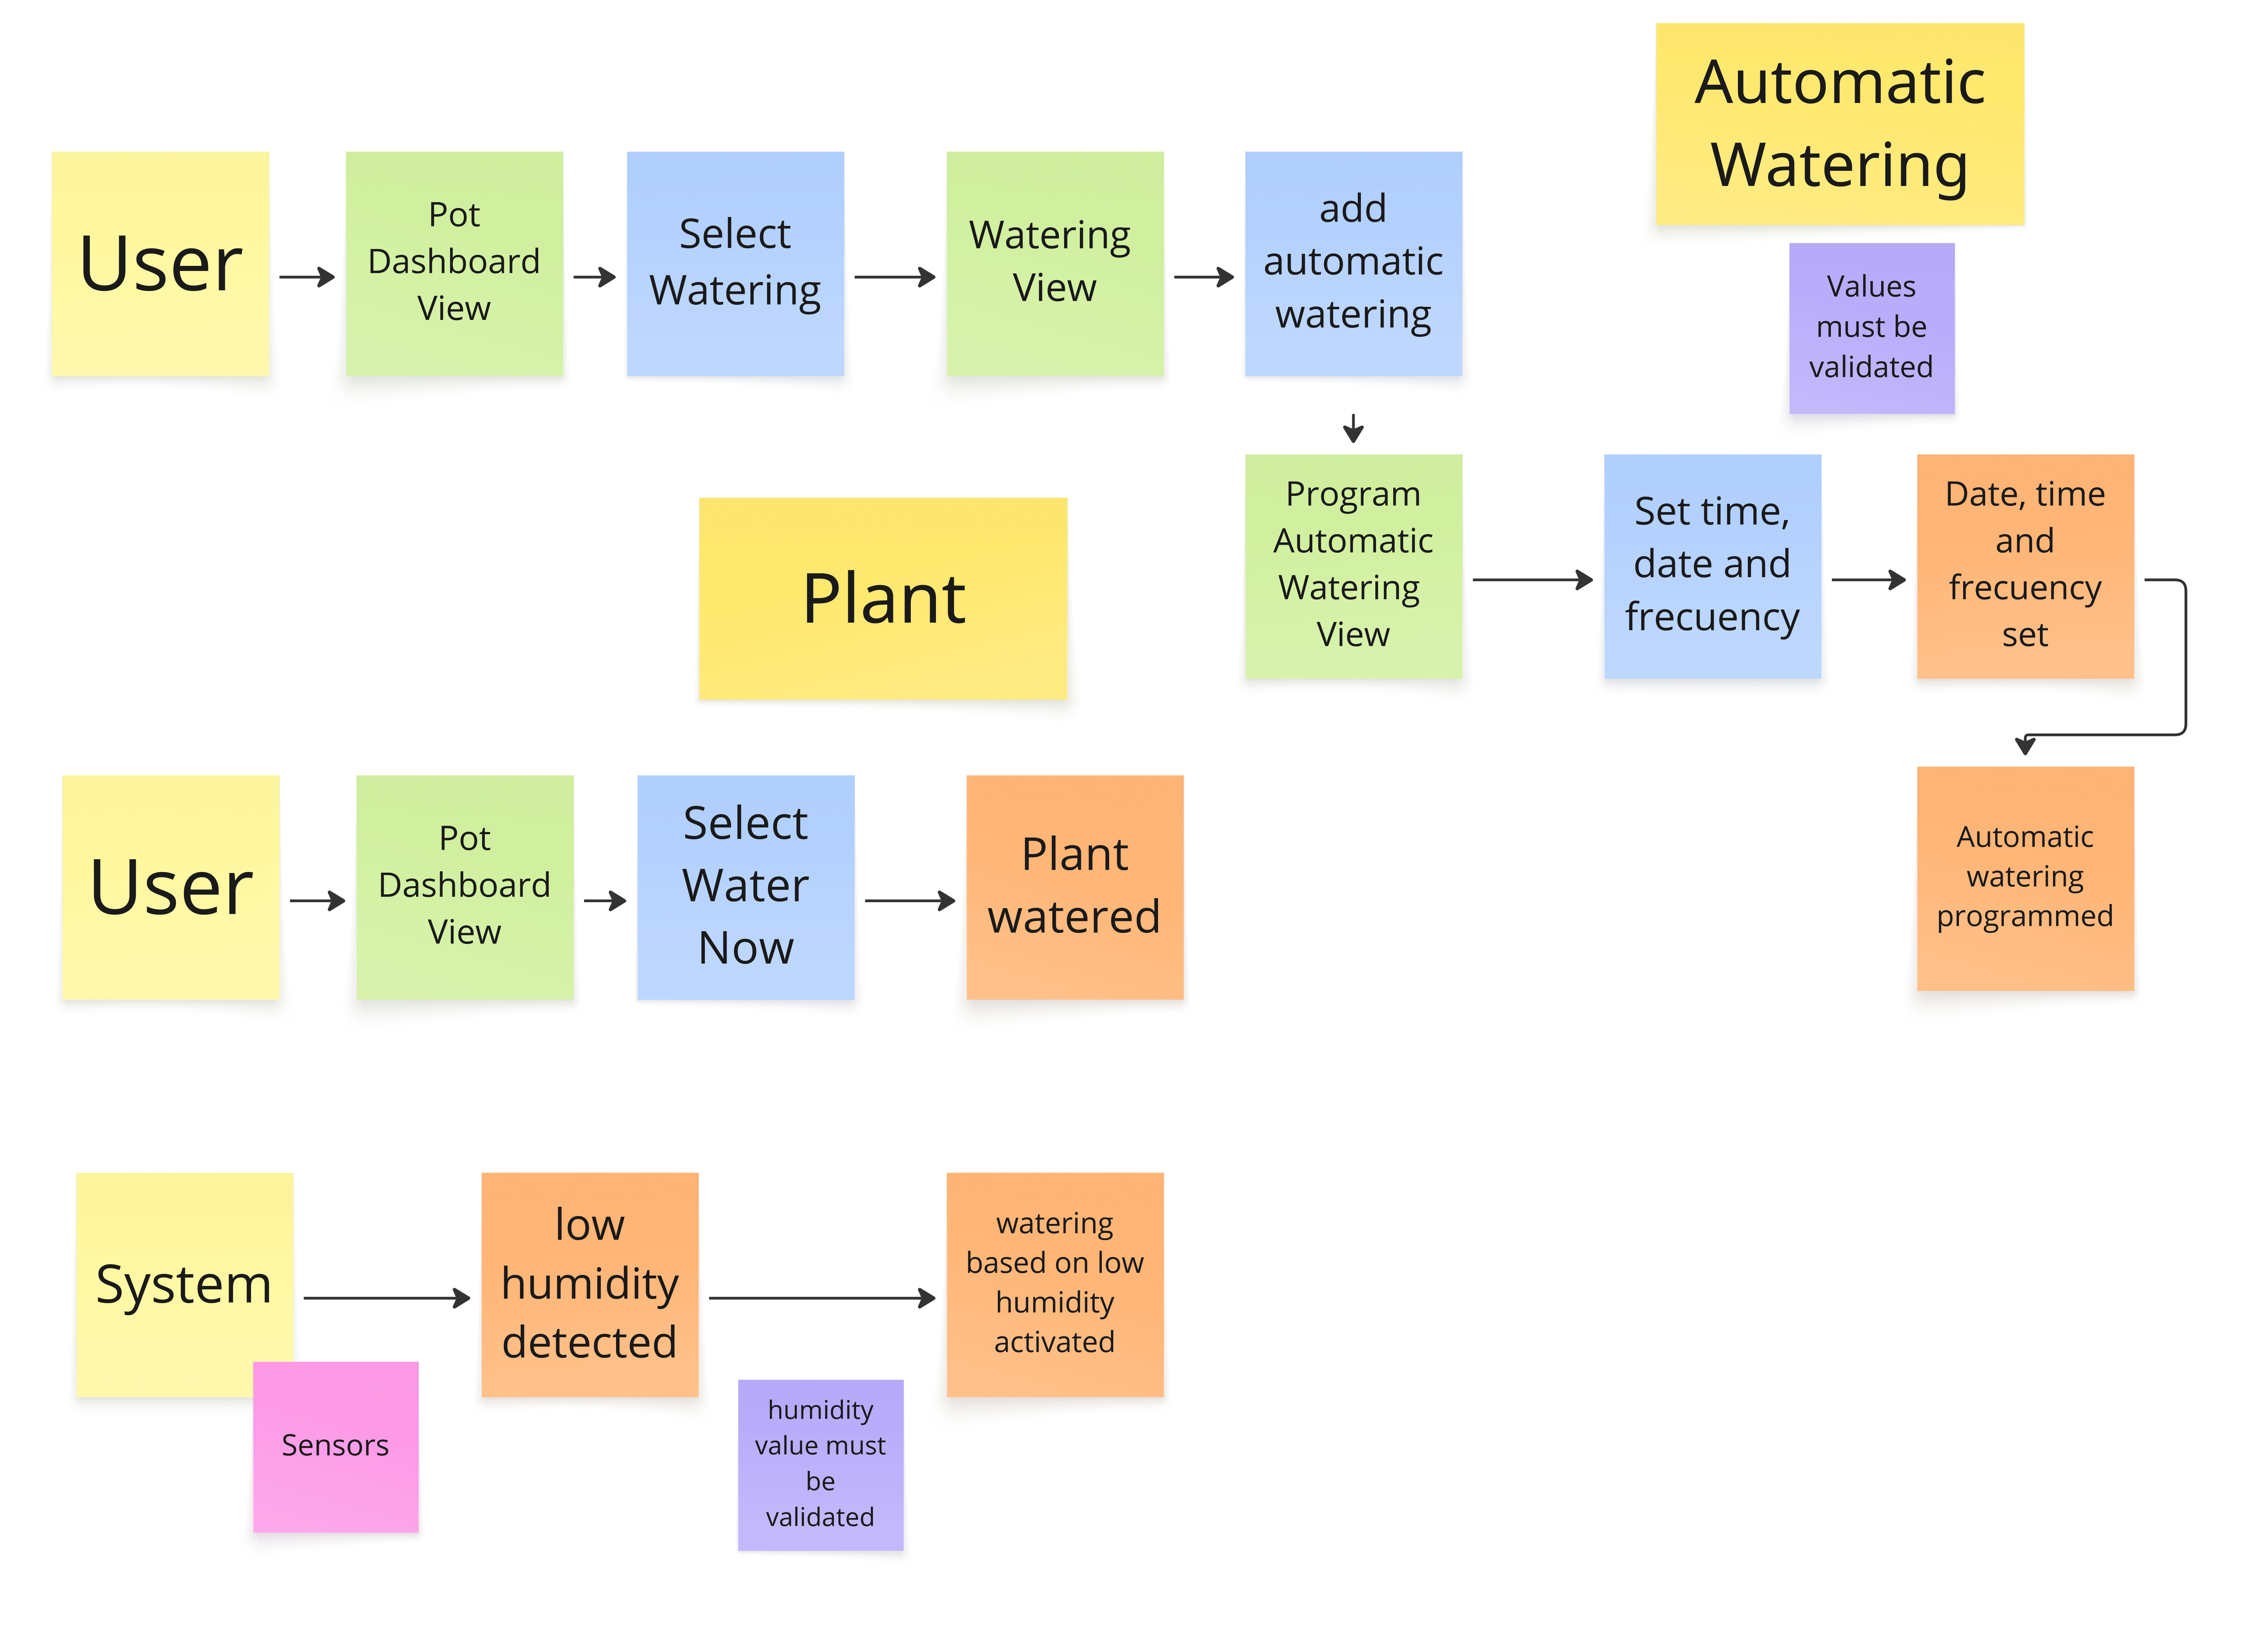 Automatic
Watering
User
Pot
Dashboard
View
Select
Watering
Watering
View
add
automatic
watering
Values
must be
validated
Program
Automatic
Watering
View
Set time,
date and
frecuency
Date, time
and
frecuency
set
Plant
User
Pot
Dashboard
View
Select
Water
Now
Plant
watered
Automatic
watering
programmed
System
Sensors
low
humidity
detected
humidity
value must
be
validated
watering
based on low
humidity
activated